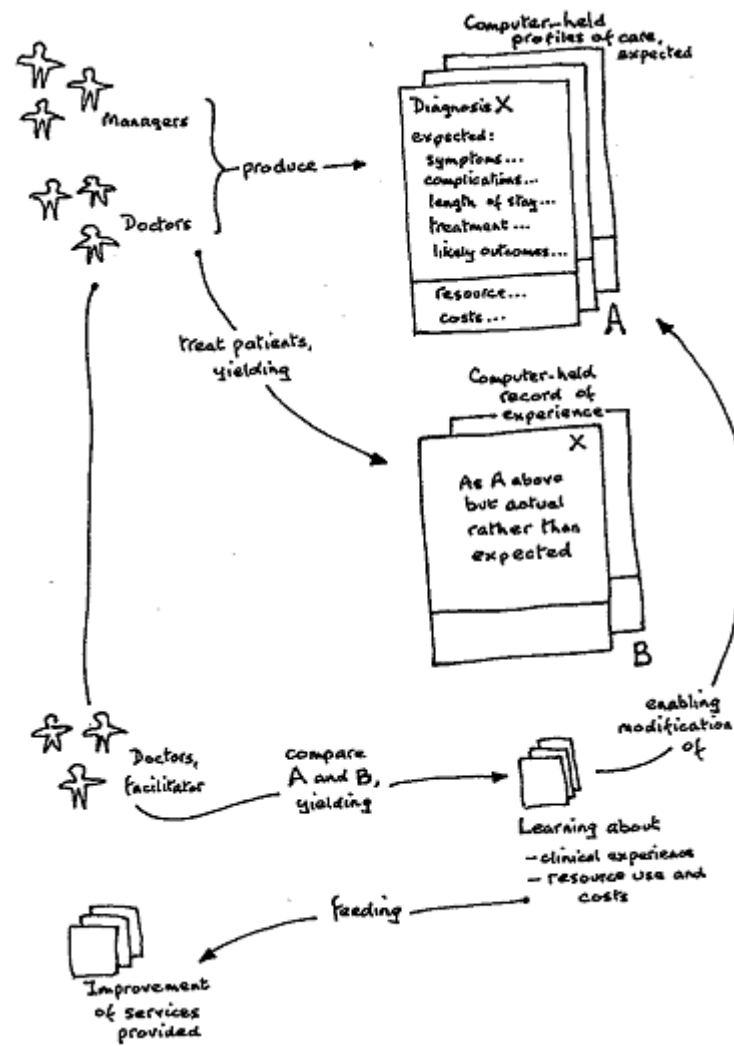 Computer-held
profiles of care,
expected
Managers
Doctors
produce
Diagnosis X
expected:
symptoms...
complications...
length of stay...
treatment...
likely outcomes...
resource...
costs...
A
treat patients,
yielding
Computer-held
record of
experience
X
As A above
but actual
rather than
expected
B
enabling
modification
of
Doctors,
facilitator
compare
A and B,
yielding
Learning about
- clinical experience
- resource use and
costs
feeding
Improvement
of services
provided